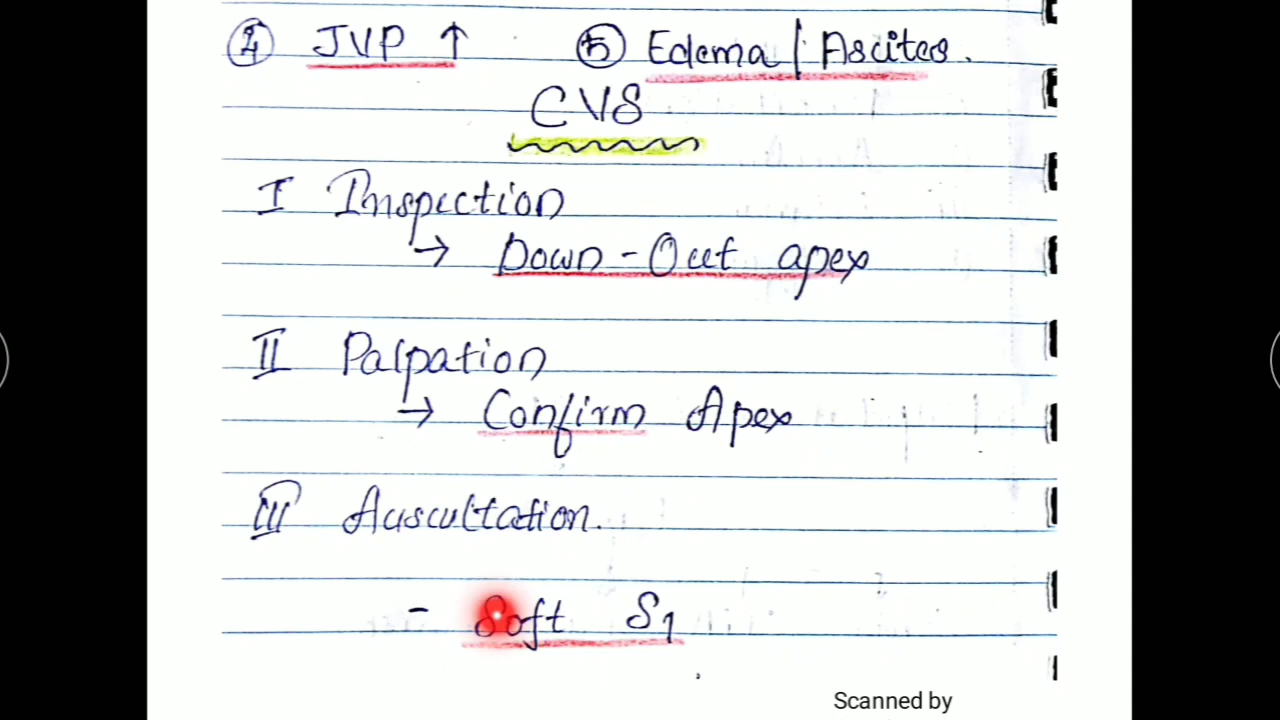 ④ JVP ↑ ⑤ Edema / Ascites.
CVS
I Inspection
→ Down-Out apex
II Palpation
→ Confirm Apex
III Auscultation.
- Soft S1
Scanned by